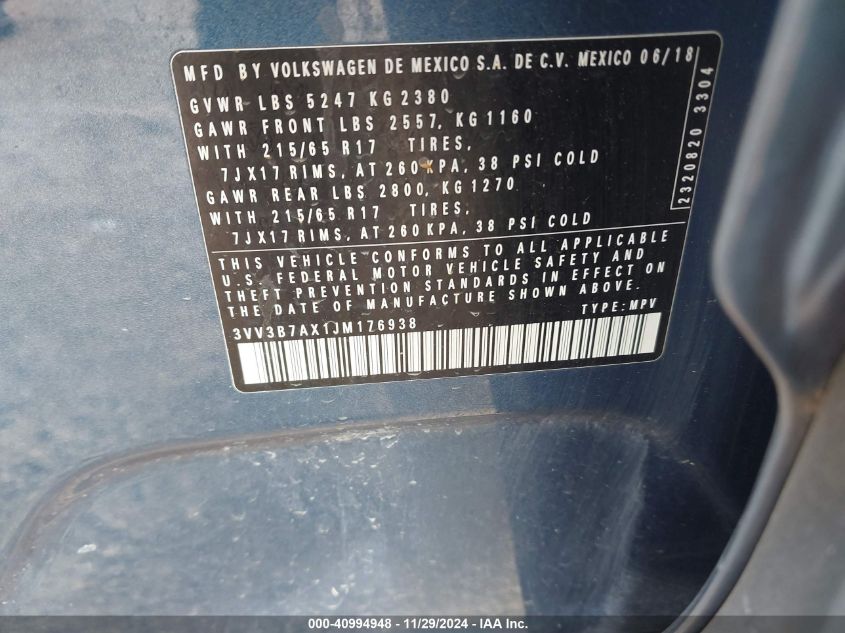 MFD BY VOLKSWAGEN DE MEXICO S.A. DE C.V. MEXICO 06/18
GVWR LBS 5247 KG 2380
GAWR FRONT LBS 2557, KG 1160
WITH 215/65 R17 TIRES,
7JX17 RIMS, AT 260 KPA, 38 PSI COLD
GAWR REAR LBS 2800, KG 1270
WITH 215/65 R17 TIRES,
7JX17 RIMS, AT 260 KPA, 38 PSI COLD
THIS VEHICLE CONFORMS TO ALL APPLICABLE
U.S. FEDERAL MOTOR VEHICLE SAFETY AND
THEFT PREVENTION STANDARDS IN EFFECT ON
THE DATE OF MANUFACTURE SHOWN ABOVE.
3VV3B7AX1JM176938 TYPE:MPV
2320820 3304
000-40994948 - 11/29/2024 - IAA Inc.